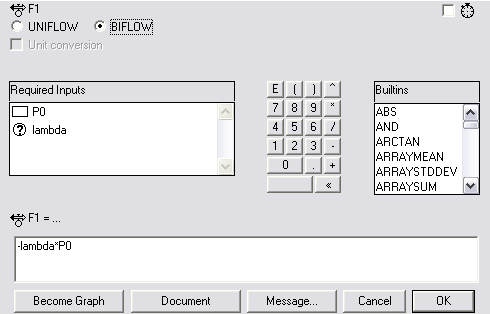 F1
UNIFLOW BIFLOW
Unit conversion
Required Inputs
P0
? lambda
E ( ) ^
7 8 9 *
4 5 6 /
1 2 3 -
0 . +
«
Builtins
ABS
AND
ARCTAN
ARRAYMEAN
ARRAYSTDDEV
ARRAYSUM
F1 = ...
-lambda*P0
Become Graph Document Message... Cancel OK